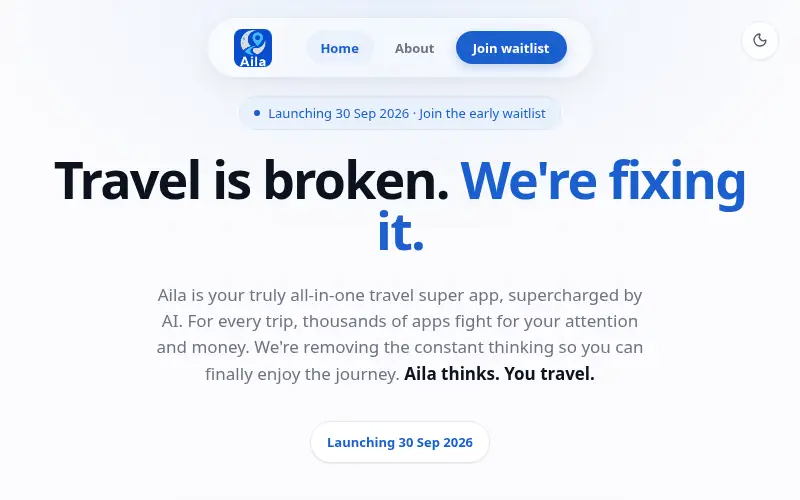 Aila
Home
About
Join waitlist
Launching 30 Sep 2026 · Join the early waitlist
Travel is broken. We're fixing
it.
Aila is your truly all-in-one travel super app, supercharged by
AI. For every trip, thousands of apps fight for your attention
and money. We're removing the constant thinking so you can
finally enjoy the journey. Aila thinks. You travel.
Launching 30 Sep 2026